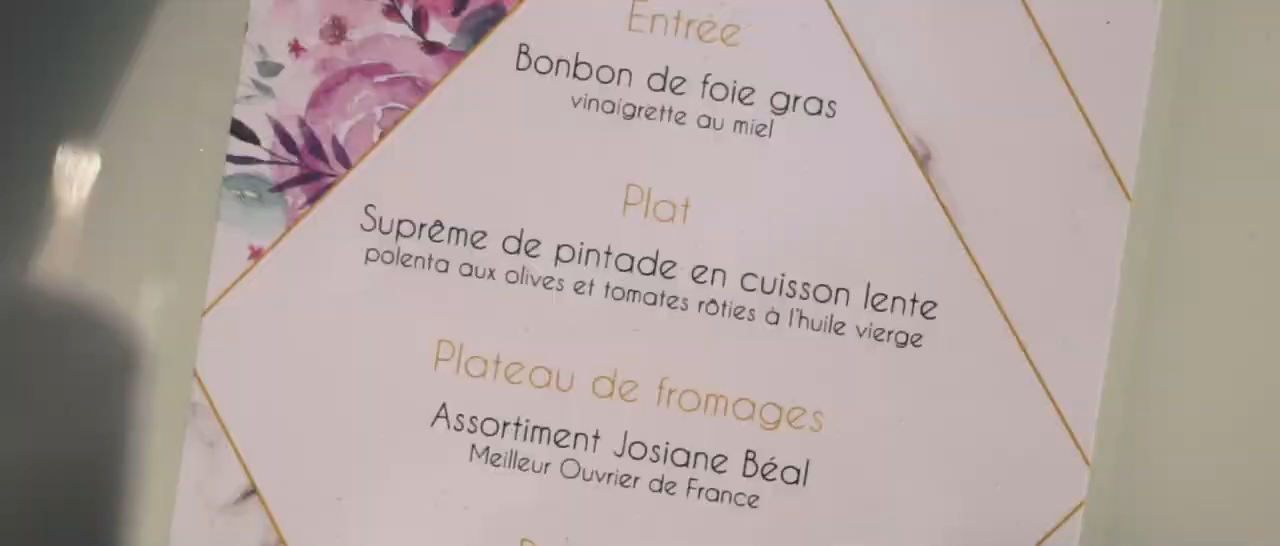 Entrée
Bonbon de foie gras
vinaigrette au miel
Plat
Suprême de pintade en cuisson lente
polenta aux olives et tomates rôties à l'huile vierge
Plateau de fromages
Assortiment Josiane Béal
Meilleur Ouvrier de France